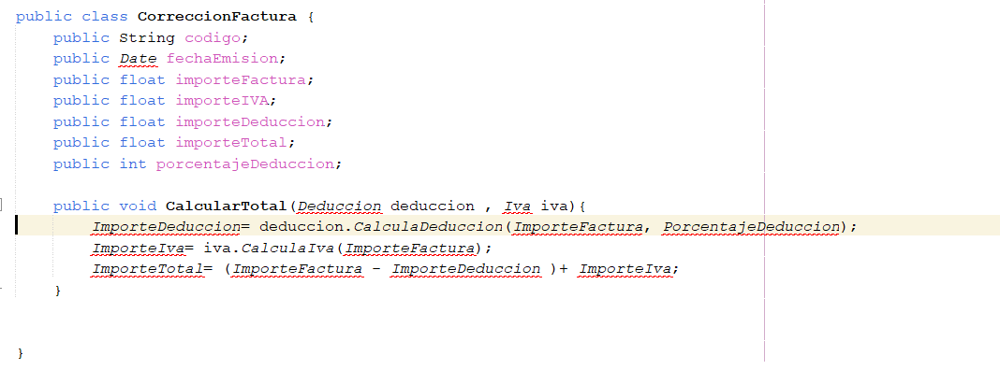 public class CorreccionFactura {
public String codigo;
public Date fechaEmision;
public float importeFactura;
public float importeIVA;
public float importeDeduccion;
public float importeTotal;
public int porcentajeDeduccion;
public void CalcularTotal(Deduccion deduccion , Iva iva){
ImporteDeduccion= deduccion.CalculaDeduccion(ImporteFactura, PorcentajeDeduccion);
ImporteIva= iva.CalculaIva(ImporteFactura);
ImporteTotal= (ImporteFactura - ImporteDeduccion )+ ImporteIva;
}
}